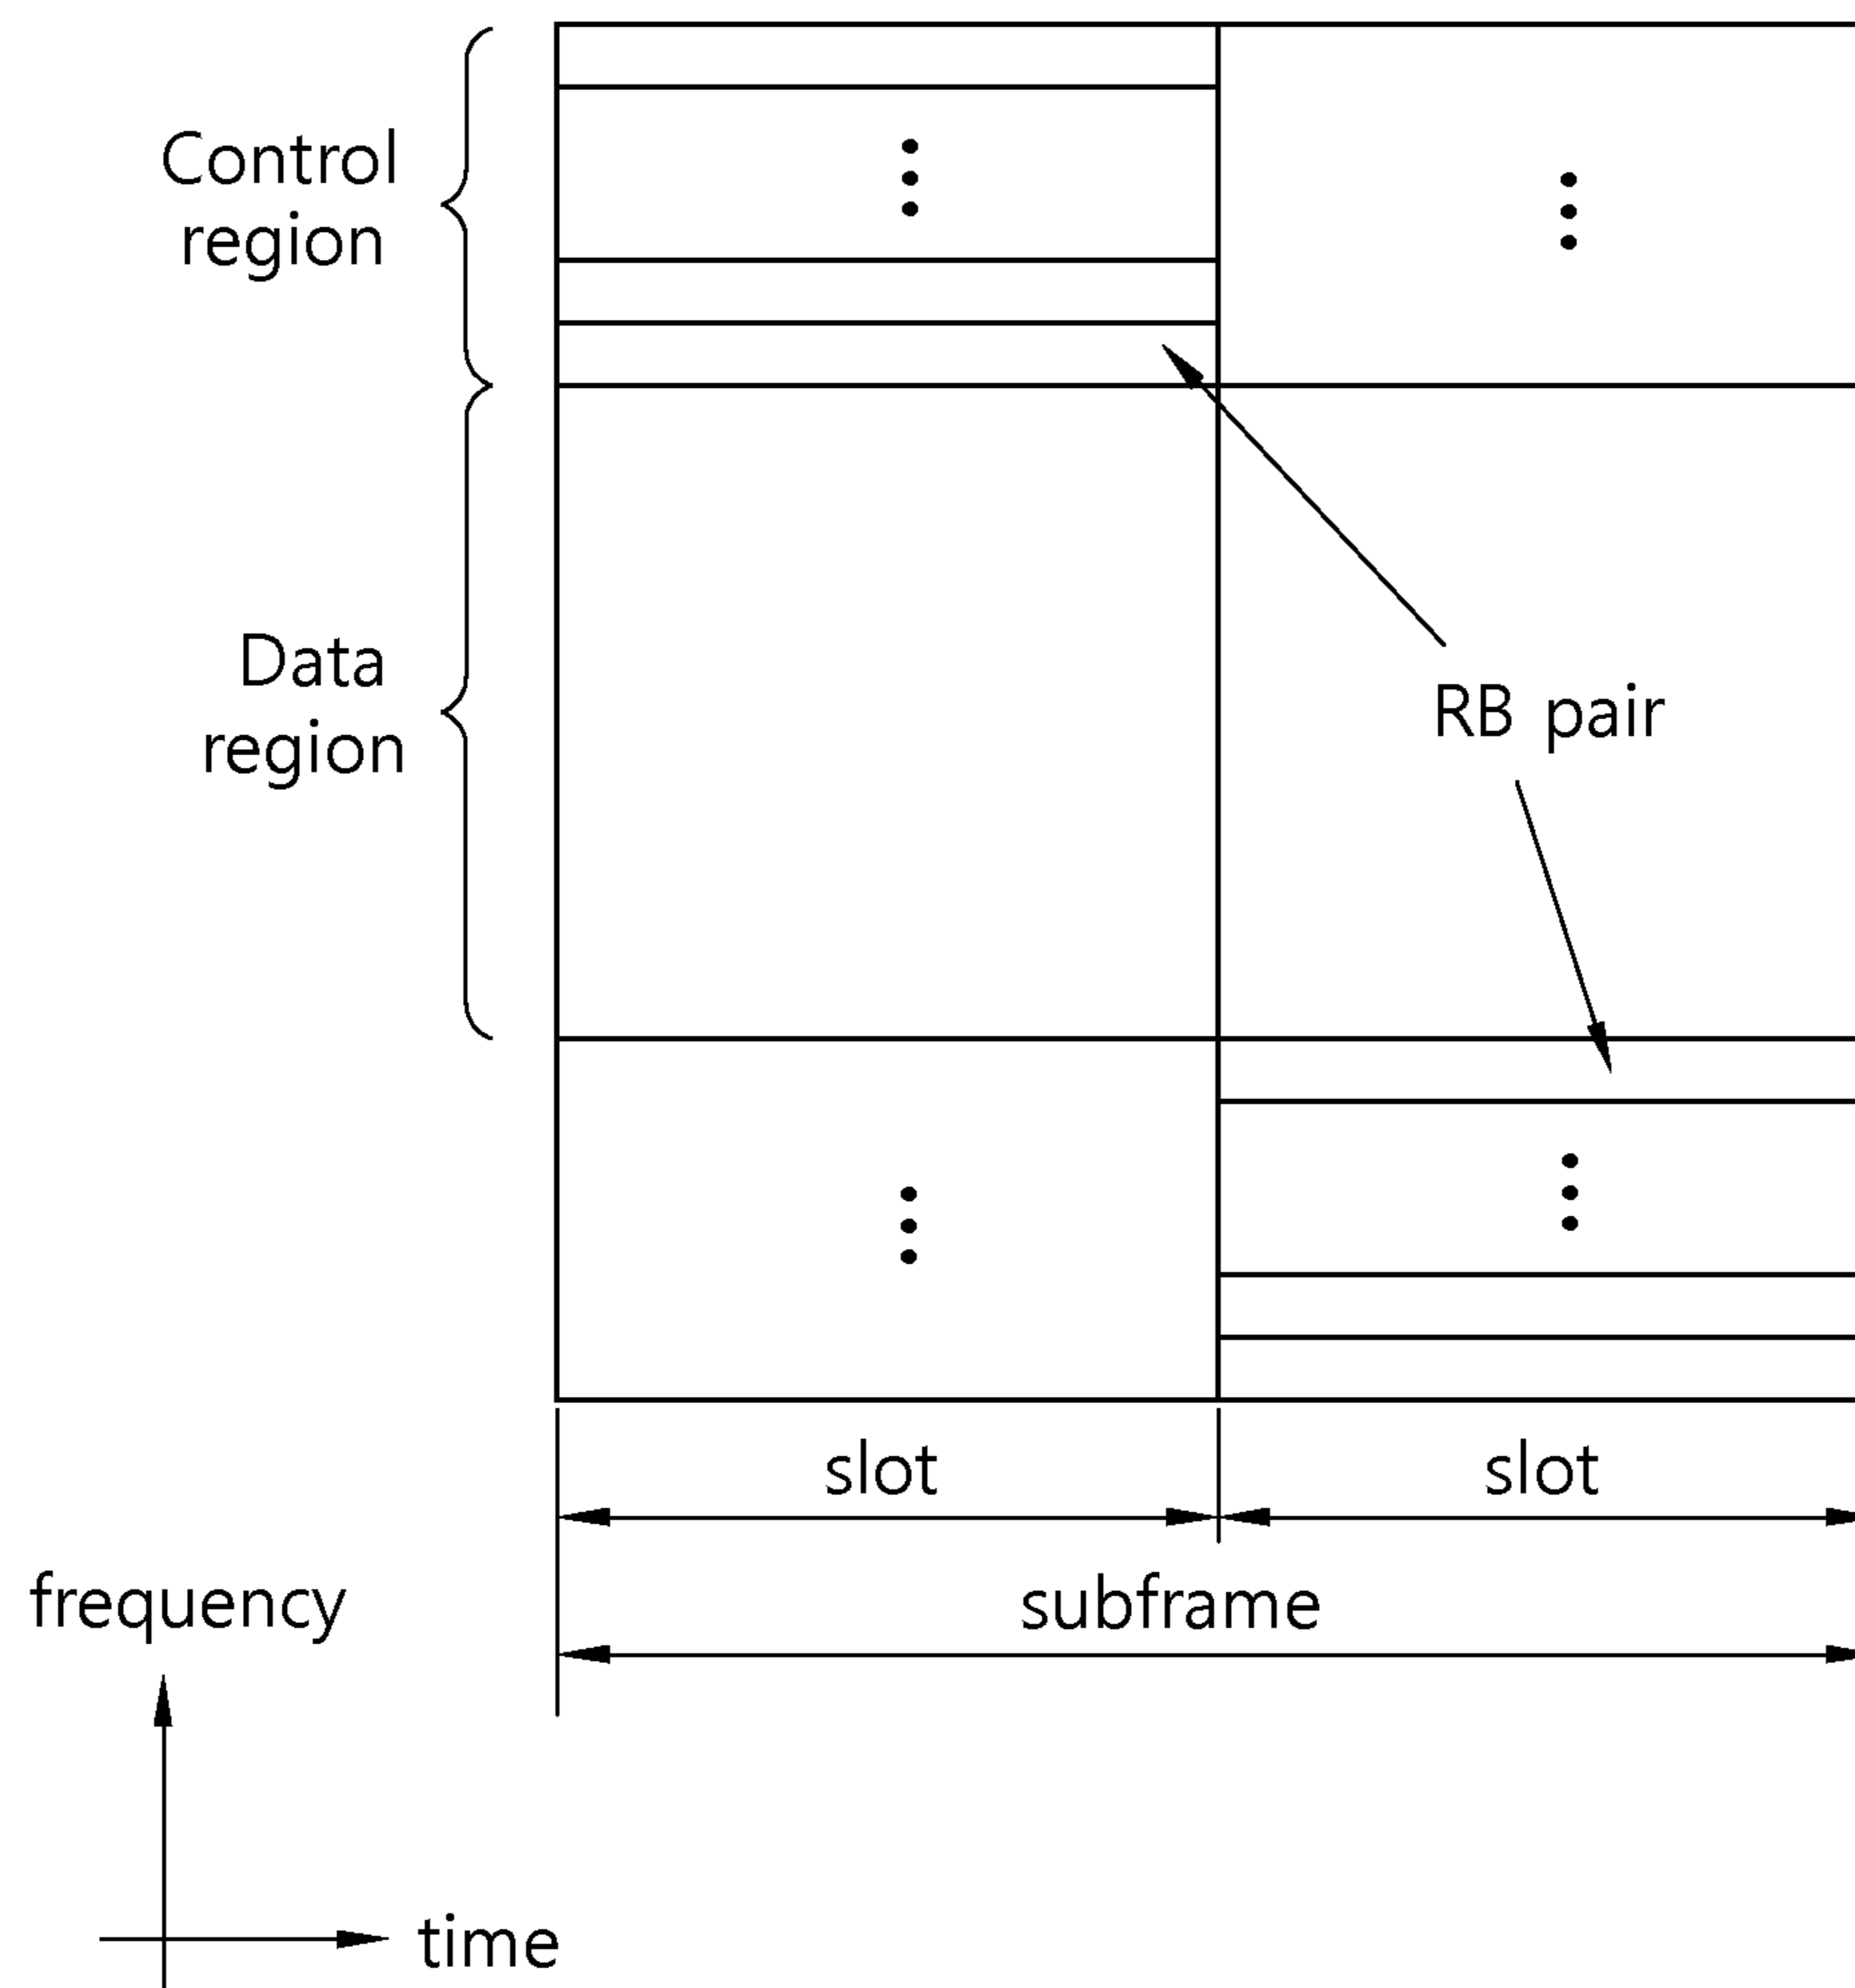 Control
region
Data
region
RB pair
slot
slot
subframe
frequency
time